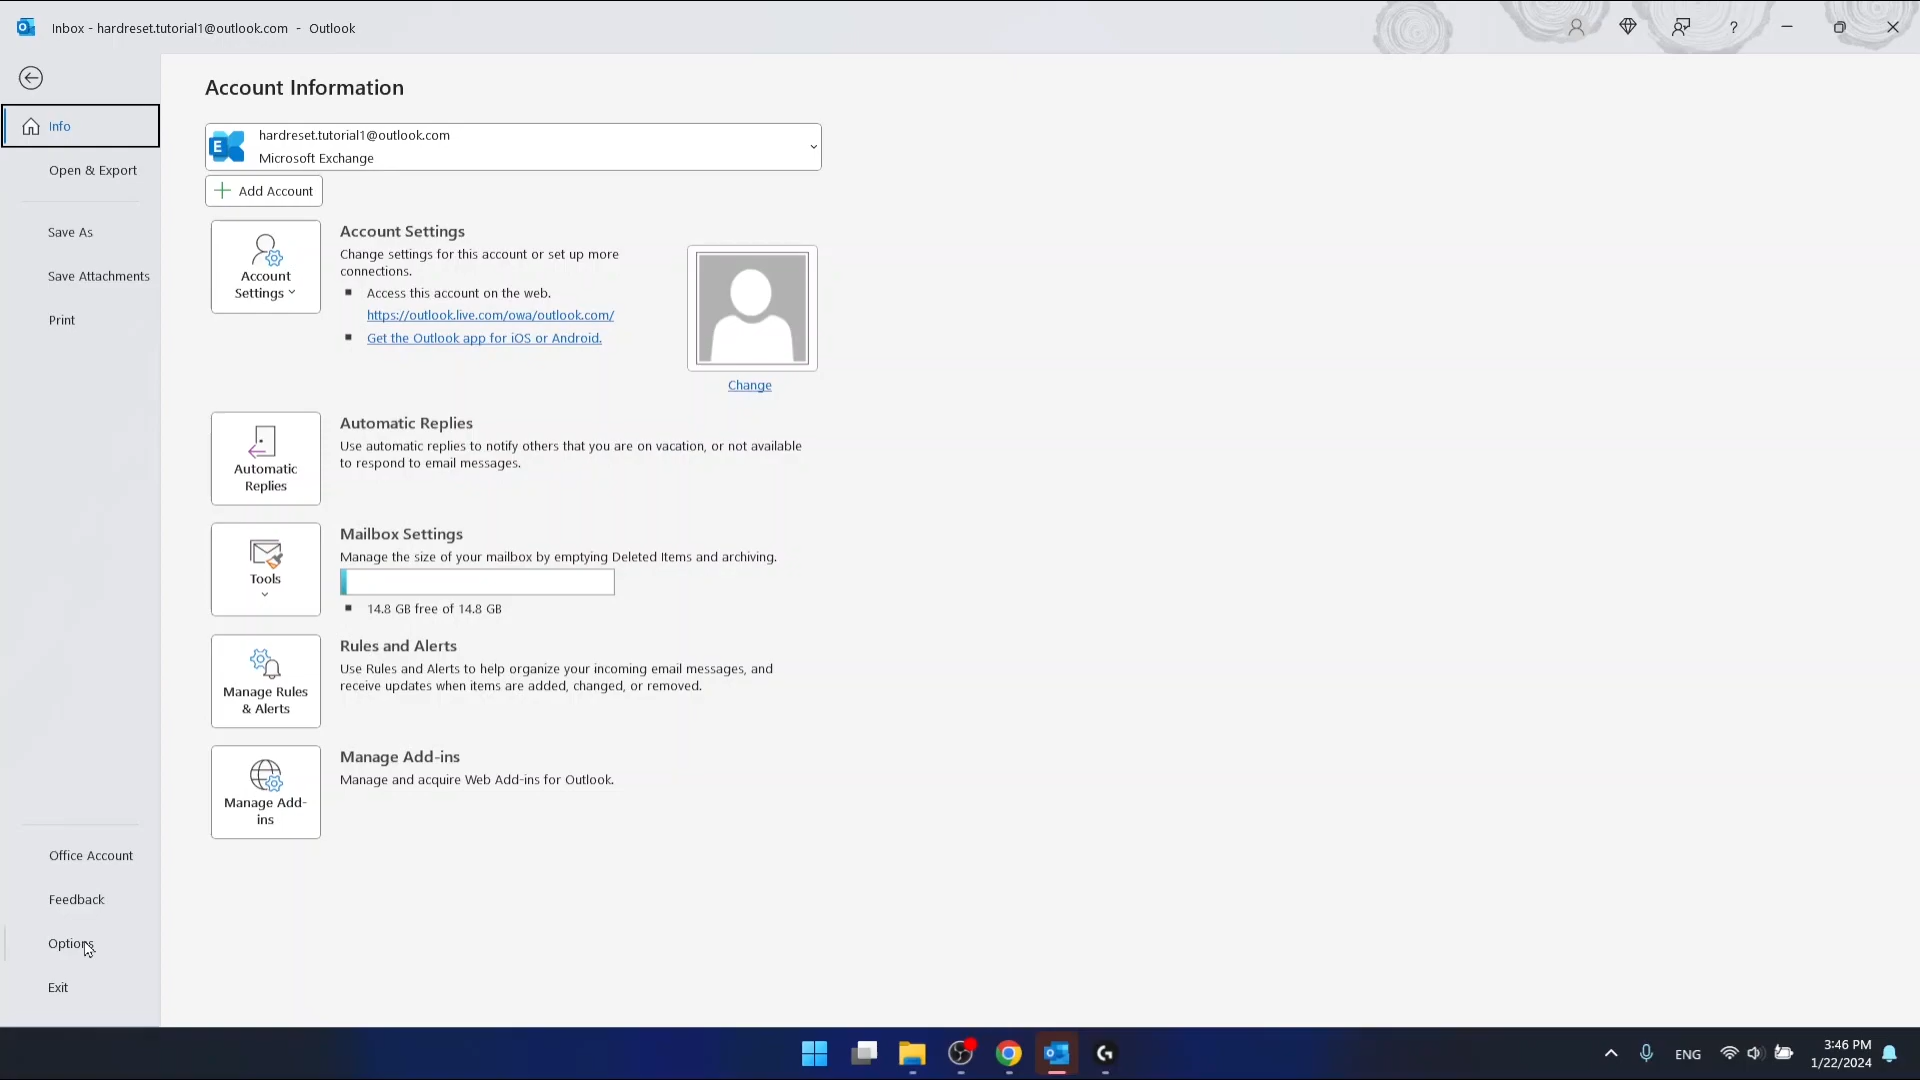 Inbox - hardreset.tutorial1@outlook.com - Outlook
?
Info
Open & Export
Save As
Save Attachments
Print
Office Account
Feedback
Options
Exit
Account Information
E
hardreset.tutorial1@outlook.com
Microsoft Exchange
Add Account
Account
Settings
Account Settings
Change settings for this account or set up more
connections.
Access this account on the web.
https://outlook.live.com/owa/outlook.com/
Get the Outlook app for iOS or Android.
Change
Automatic
Replies
Automatic Replies
Use automatic replies to notify others that you are on vacation, or not available
to respond to email messages.
Tools
Mailbox Settings
Manage the size of your mailbox by emptying Deleted Items and archiving.
14.8 GB free of 14.8 GB
Manage Rules
& Alerts
Rules and Alerts
Use Rules and Alerts to help organize your incoming email messages, and
receive updates when items are added, changed, or removed.
Manage Add-
ins
Manage Add-ins
Manage and acquire Web Add-ins for Outlook.
ENG
3:46 PM
1/22/2024